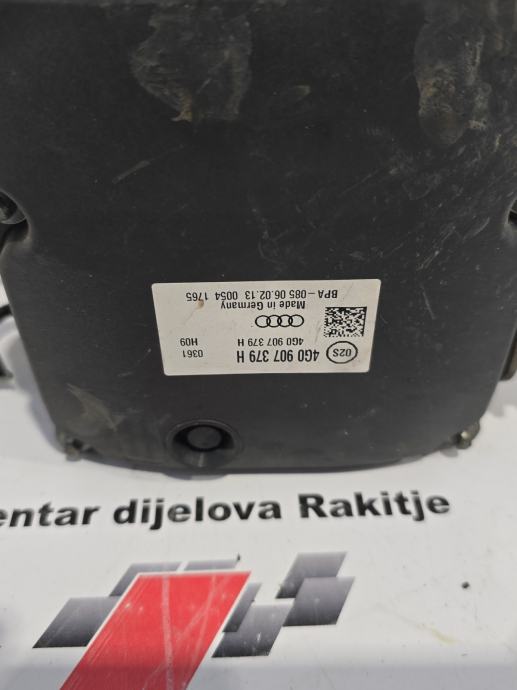 02S
4G0 907 379 H
0361
4G0 907 379 H
H09
Made in Germany
BPA-085 06.02.13 0054 1765
entar dijelova Rakitje